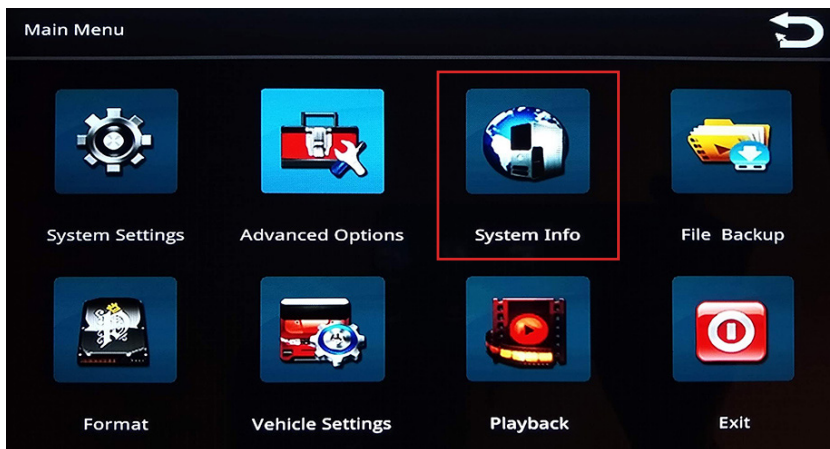 Main Menu
System Settings
Advanced Options
System Info
File Backup
Format
Vehicle Settings
Playback
Exit